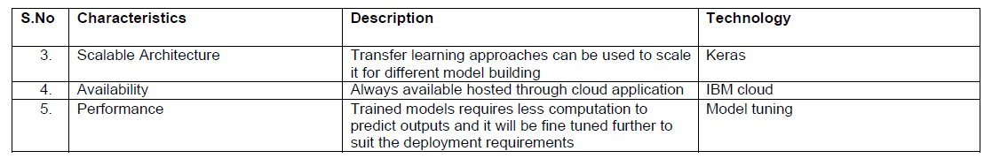 S.No Characteristics Description Technology
3. Scalable Architecture Transfer learning approaches can be used to scale Keras
it for different model building
4. Availability Always available hosted through cloud application IBM cloud
5. Performance Trained models requires less computation to Model tuning
predict outputs and it will be fine tuned further to
suit the deployment requirements